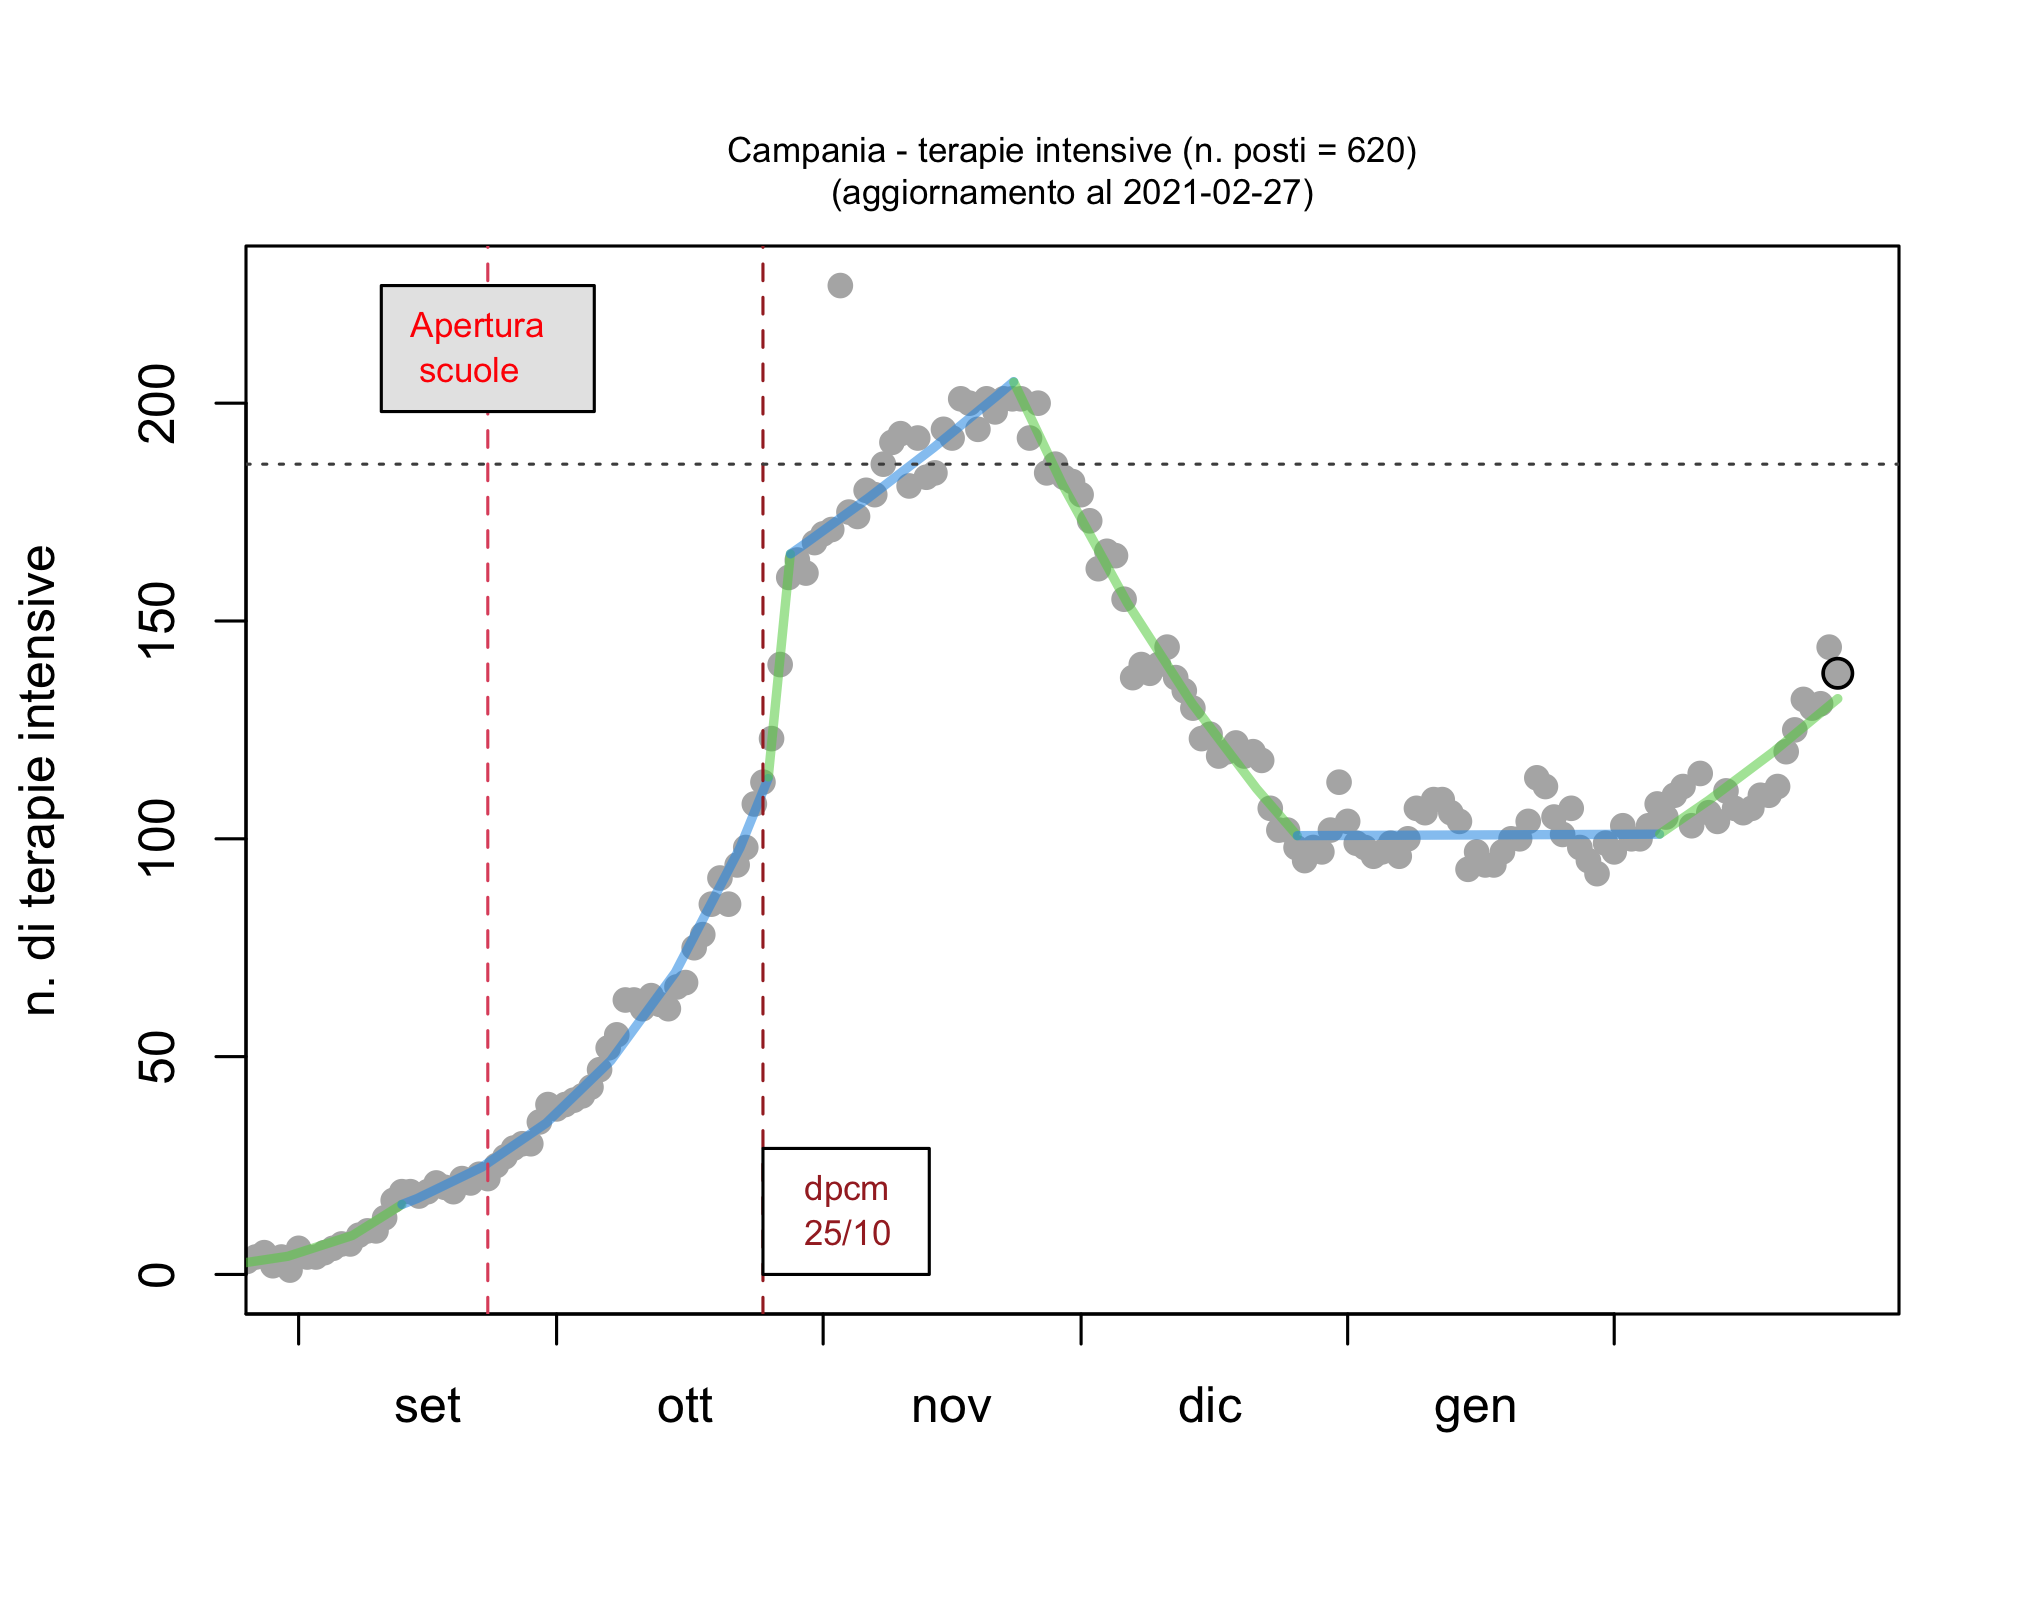 Campania - terapie intensive (n. posti = 620)
(aggiornamento al 2021-02-27)
Apertura
scuole
n. di terapie intensive
200
150
100
50
0
dpcm
25/10
set ott nov dic gen